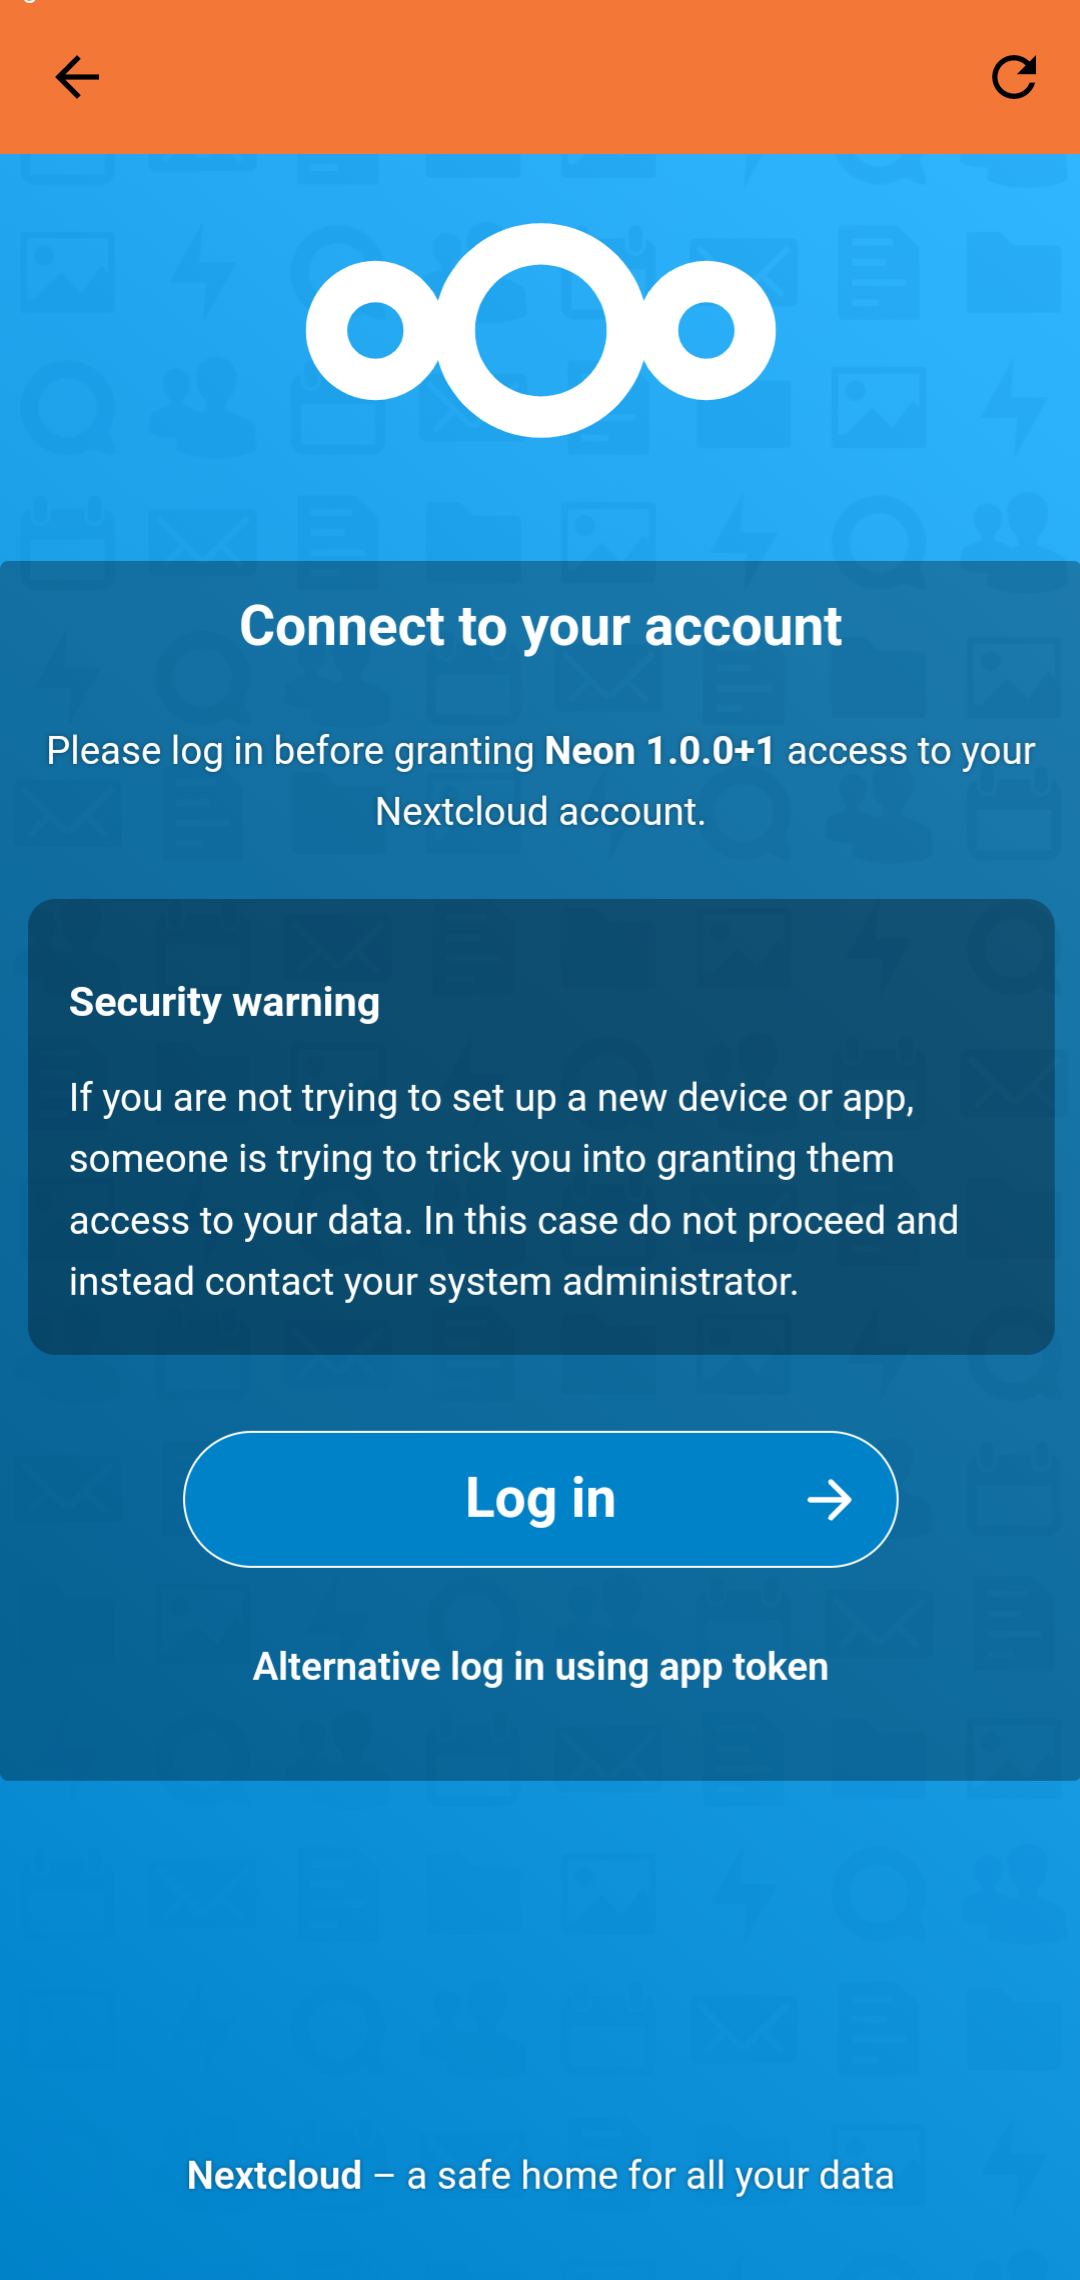 Connect to your account
Please log in before granting Neon 1.0.0+1 access to your
Nextcloud account.
Security warning
If you are not trying to set up a new device or app,
someone is trying to trick you into granting them
access to your data. In this case do not proceed and
instead contact your system administrator.
Log in
Alternative log in using app token
Nextcloud – a safe home for all your data